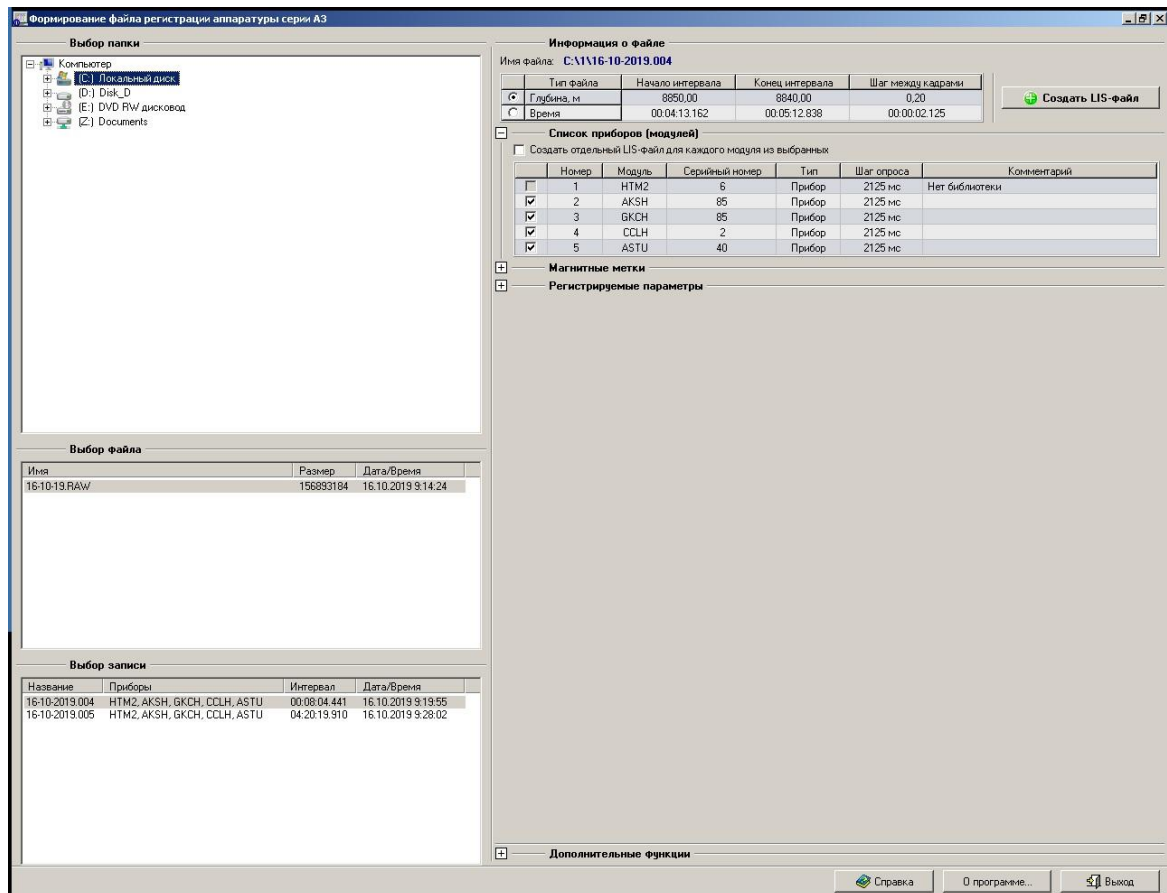 Формирование файла регистрации аппаратуры серии А3
Выбор папки
Компьютер
(C:) Локальный диск
(D:) Disk_D
(E:) DVD RW дисковод
(Z:) Documents
Выбор файла
Имя Размер Дата/Время
16-10-19.RAW 156893184 16.10.2019 9:14:24
Выбор записи
Название Приборы Интервал Дата/Время
16-10-2019.004 HTM2, AKSH, GKCH, CCLH, ASTU 00:08:04.441 16.10.2019 9:19:55
16-10-2019.005 HTM2, AKSH, GKCH, CCLH, ASTU 04:20:19.910 16.10.2019 9:28:02
Информация о файле
Имя файла: C:\1\16-10-2019.004
Тип файла Начало интервала Конец интервала Шаг между кадрами
Глубина, м 8850,00 8840,00 0,20
Время 00:04:13.162 00:05:12.838 00:00:02.125
Создать LIS-файл
Список приборов (модулей)
Создать отдельный LIS-файл для каждого модуля из выбранных
Номер Модуль Серийный номер Тип Шаг опроса Комментарий
1 HTM2 6 Прибор 2125 мс Нет библиотеки
2 AKSH 85 Прибор 2125 мс
3 GKCH 85 Прибор 2125 мс
4 CCLH 2 Прибор 2125 мс
5 ASTU 40 Прибор 2125 мс
Магнитные метки
Регистрируемые параметры
Дополнительные функции
Справка
О программе...
Выход